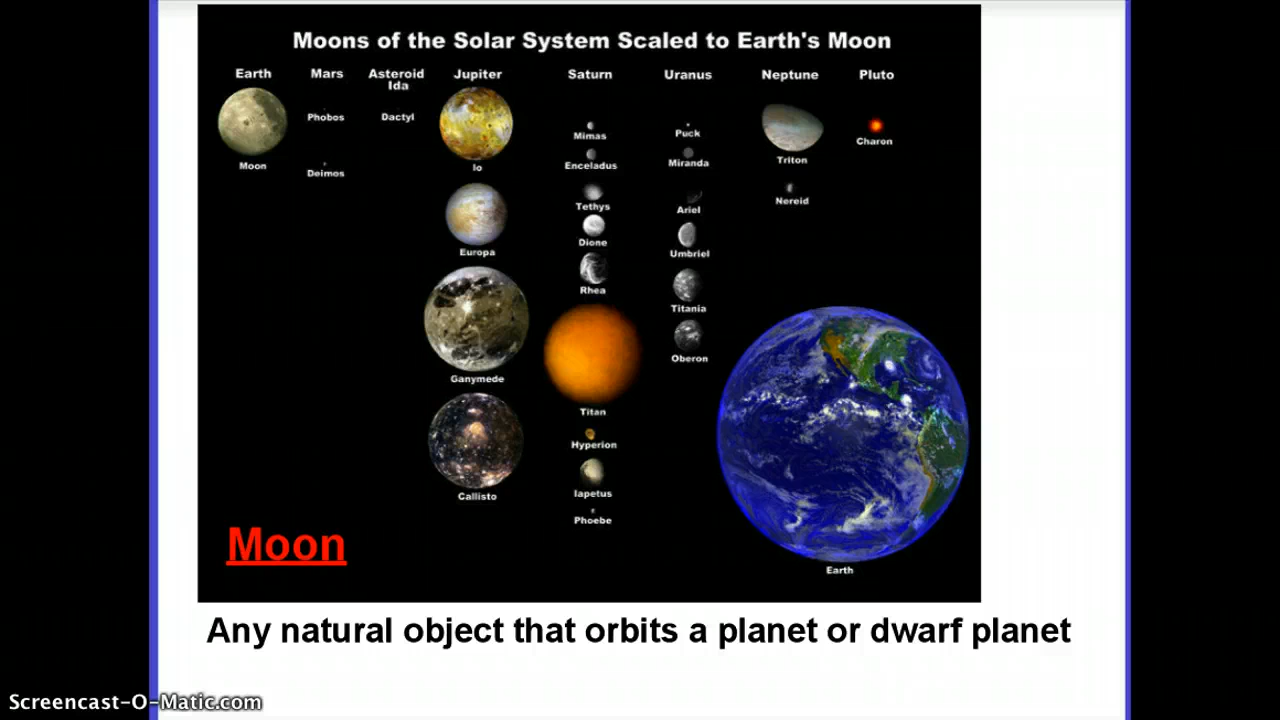 Moons of the Solar System Scaled to Earth's Moon
Earth Mars Asteroid Ida Jupiter Saturn Uranus Neptune Pluto
Phobos Dactyl
Mimas Puck Charon
Moon Deimos Io Enceladus Miranda Triton
Tethys Ariel Nereid
Europa Dione Umbriel
Rhea Titania
Ganymede Oberon
Titan
Hyperion
Callisto Iapetus
Phoebe
Moon
Earth
Any natural object that orbits a planet or dwarf planet
Screencast-O-Matic.com